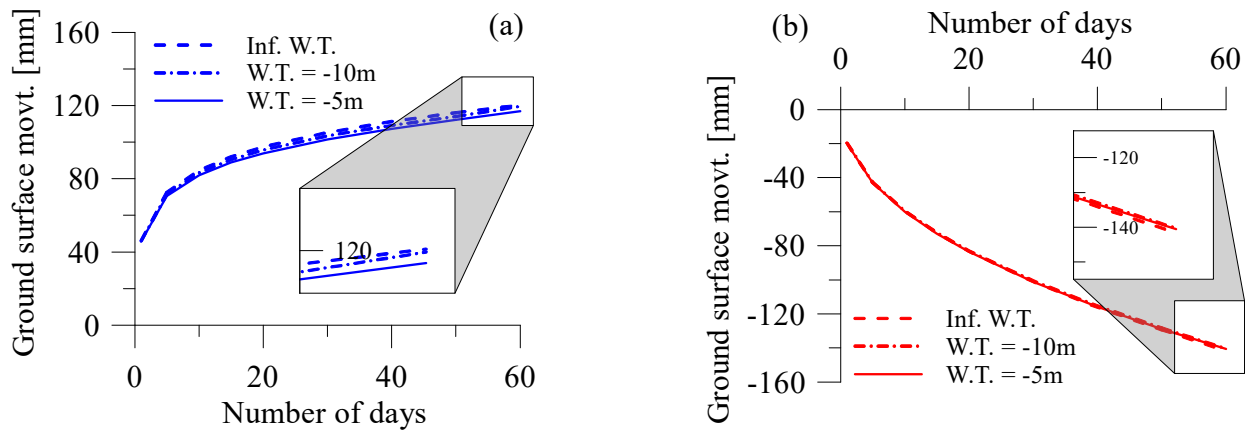 (a)
Ground surface movt. [mm]
160
120
80
40
0
Inf. W.T.
W.T. = -10m
W.T. = -5m
120
0
20
40
60
Number of days
(b)
Number of days
0
20
40
60
Ground surface movt. [mm]
0
-40
-80
-120
-160
-120
-140
Inf. W.T.
W.T. = -10m
W.T. = -5m